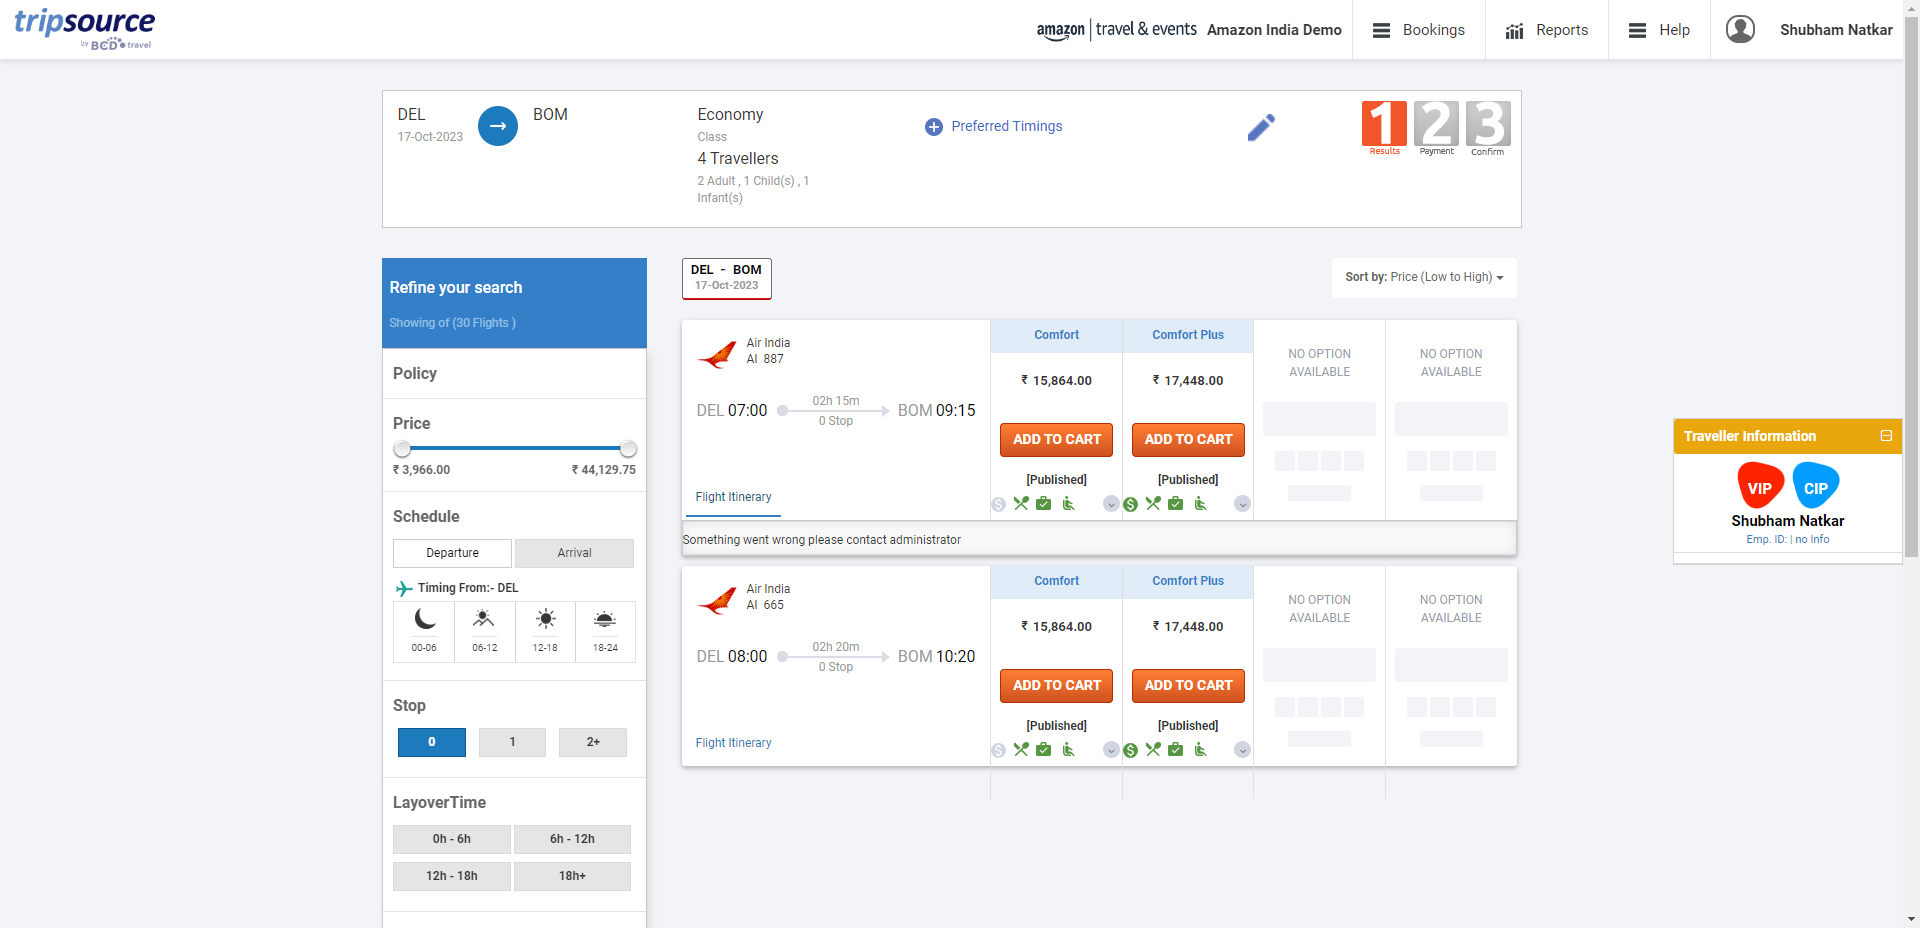 tripsource
by BCD travel
amazon | travel & events Amazon India Demo
Bookings
Reports
Help
Shubham Natkar
DEL
17-Oct-2023
BOM
Economy
Class
4 Travellers
2 Adult , 1 Child(s) , 1
Infant(s)
Preferred Timings
1 2 3
Results Payment Confirm
Refine your search
Showing of (30 Flights )
Policy
Price
₹ 3,966.00 ₹ 44,129.75
Schedule
Departure Arrival
Timing From:- DEL
00-06 06-12 12-18 18-24
Stop
0 1 2+
LayoverTime
0h - 6h 6h - 12h
12h - 18h 18h+
DEL - BOM
17-Oct-2023
Sort by: Price (Low to High)
Air India
AI 887
DEL 07:00
02h 15m
0 Stop
BOM 09:15
Flight Itinerary
Comfort
₹ 15,864.00
ADD TO CART
[Published]
Comfort Plus
₹ 17,448.00
ADD TO CART
[Published]
NO OPTION
AVAILABLE
NO OPTION
AVAILABLE
Something went wrong please contact administrator
Air India
AI 665
DEL 08:00
02h 20m
0 Stop
BOM 10:20
Flight Itinerary
Comfort
₹ 15,864.00
ADD TO CART
[Published]
Comfort Plus
₹ 17,448.00
ADD TO CART
[Published]
NO OPTION
AVAILABLE
NO OPTION
AVAILABLE
Traveller Information
VIP CIP
Shubham Natkar
Emp. ID: | no Info